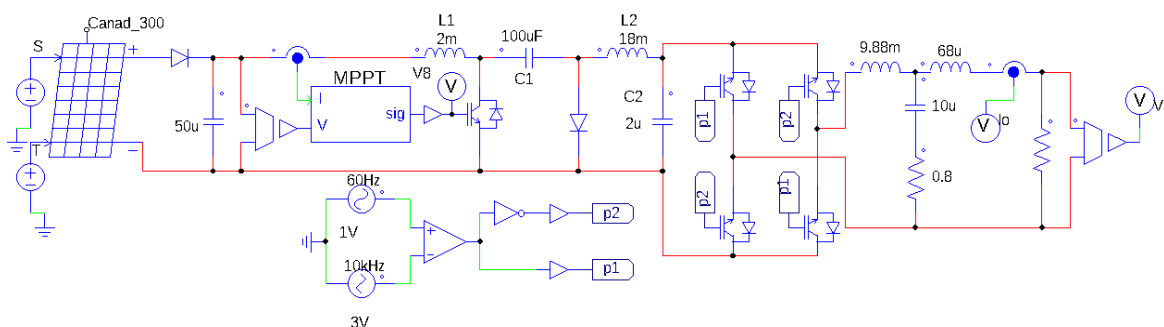 Canad_300
S
+
T
−
50u
I
V
MPPT
sig
V8
V
L1
2m
100uF
C1
L2
18m
C2
2u
p1
p2
p2
p1
9.88m
68u
10u
0.8
V
Io
V
V
60Hz
1V
10kHz
3V
p2
p1